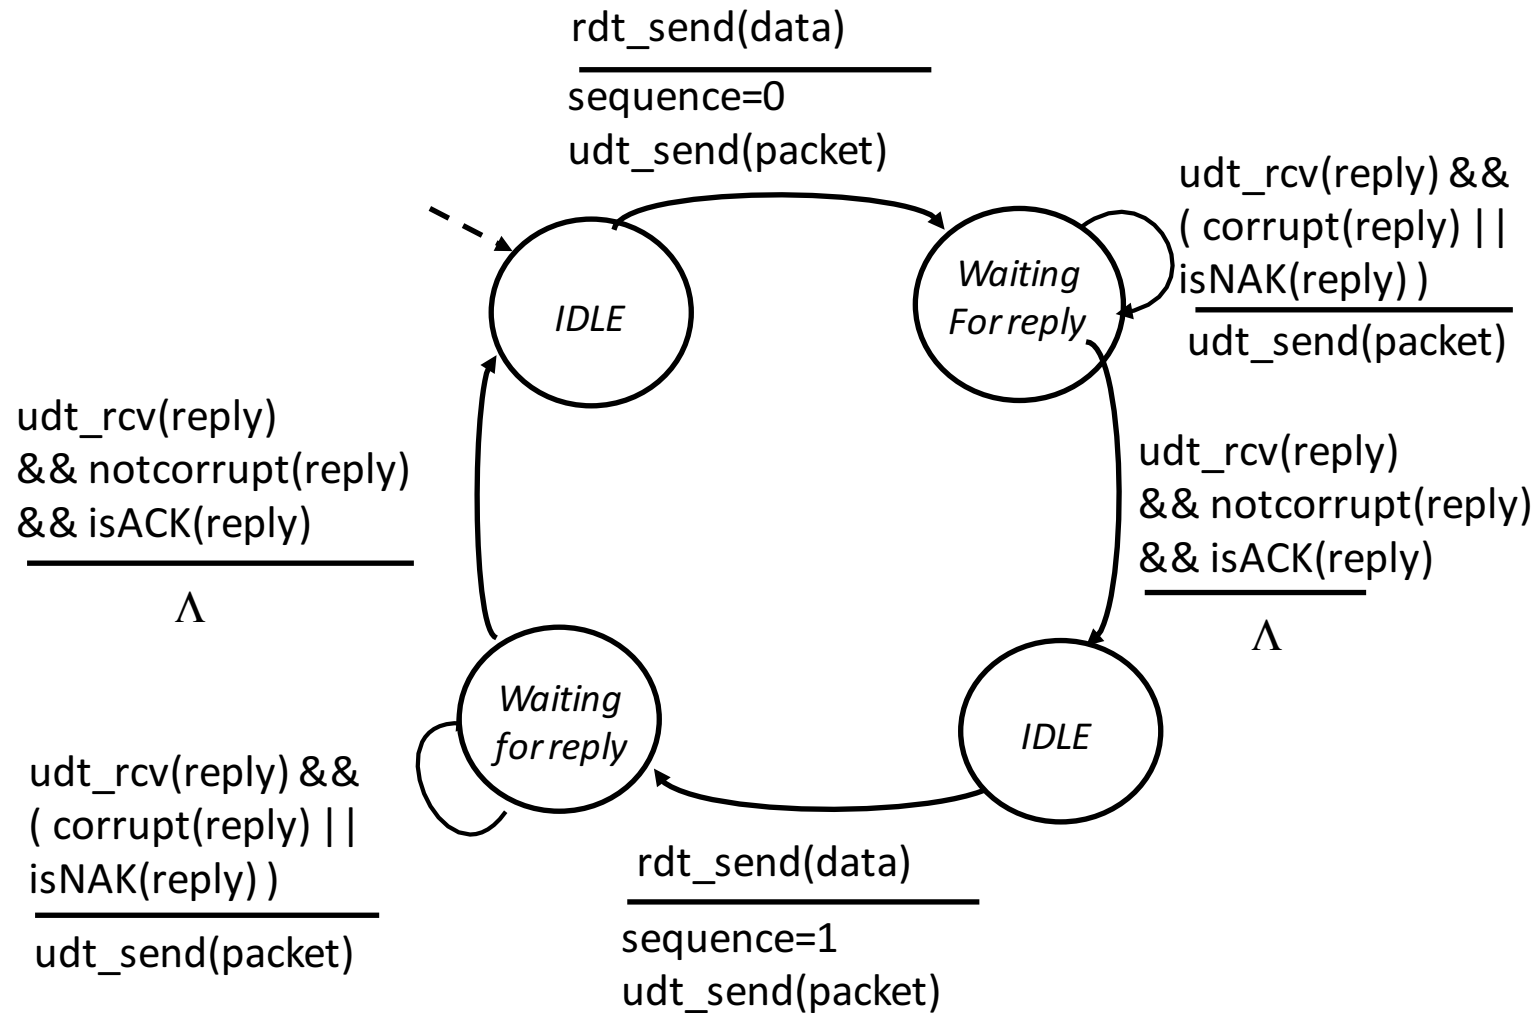 rdt_send(data)
sequence=0
udt_send(packet)
udt_rcv(reply) &&
( corrupt(reply) ||
isNAK(reply) )
udt_send(packet)
Waiting
For reply
IDLE
udt_rcv(reply)
&& notcorrupt(reply)
&& isACK(reply)
Λ
udt_rcv(reply)
&& notcorrupt(reply)
&& isACK(reply)
Λ
Waiting
for reply
IDLE
udt_rcv(reply) &&
( corrupt(reply) ||
isNAK(reply) )
udt_send(packet)
rdt_send(data)
sequence=1
udt_send(packet)